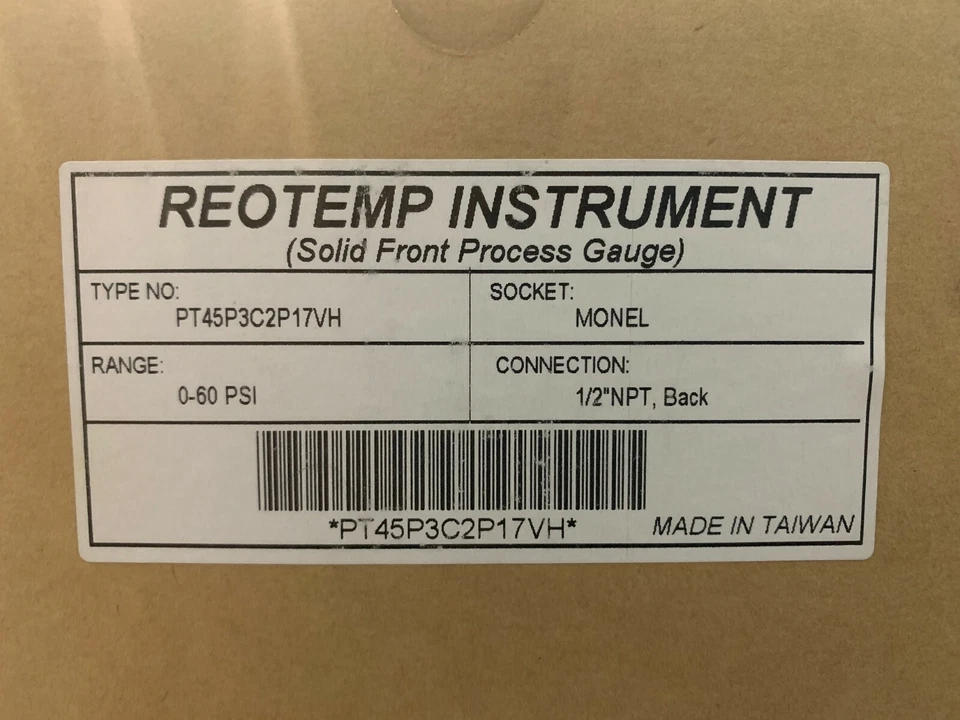 REOTEMP INSTRUMENT
(Solid Front Process Gauge)
TYPE NO:
PT45P3C2P17VH
SOCKET:
MONEL
RANGE:
0-60 PSI
CONNECTION:
1/2"NPT, Back
*PT45P3C2P17VH*
MADE IN TAIWAN